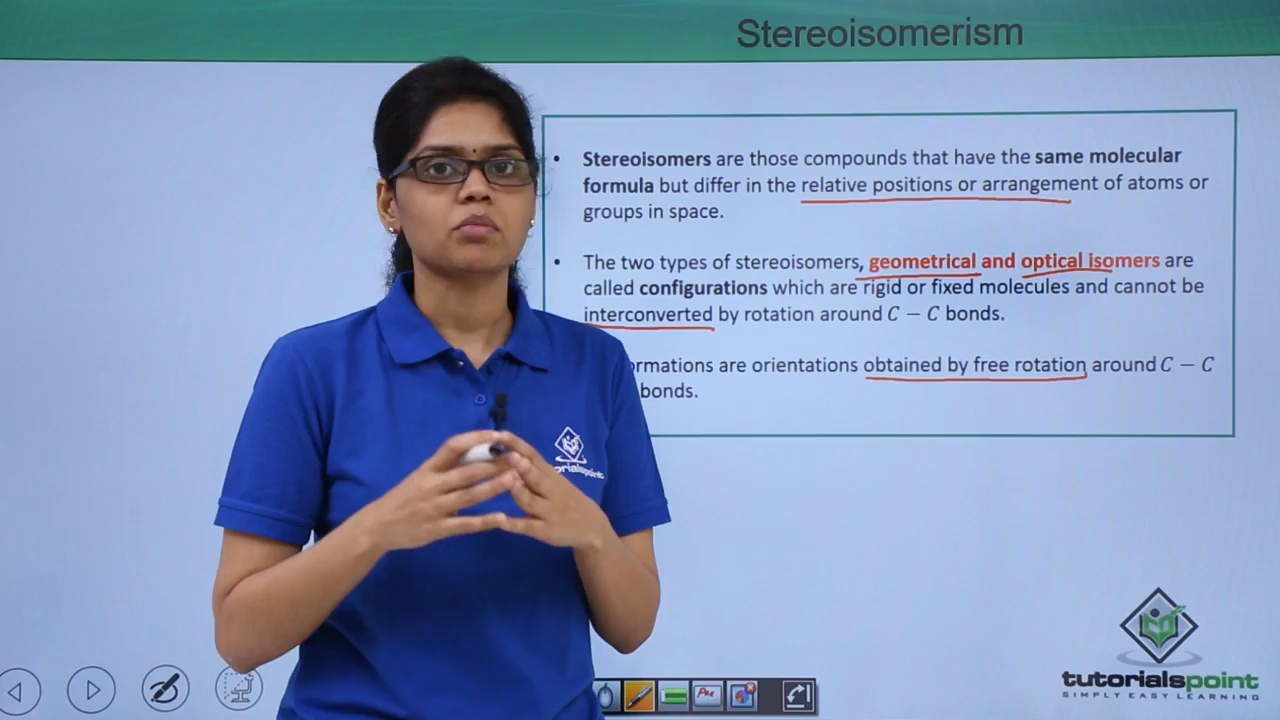 Stereoisomerism
• Stereoisomers are those compounds that have the same molecular
formula but differ in the relative positions or arrangement of atoms or
groups in space.
• The two types of stereoisomers, geometrical and optical isomers are
called configurations which are rigid or fixed molecules and cannot be
interconverted by rotation around C – C bonds.
ormations are orientations obtained by free rotation around C – C
bonds.
orialspoint
tutorialspoint
SIMPLY EASY LEARNING